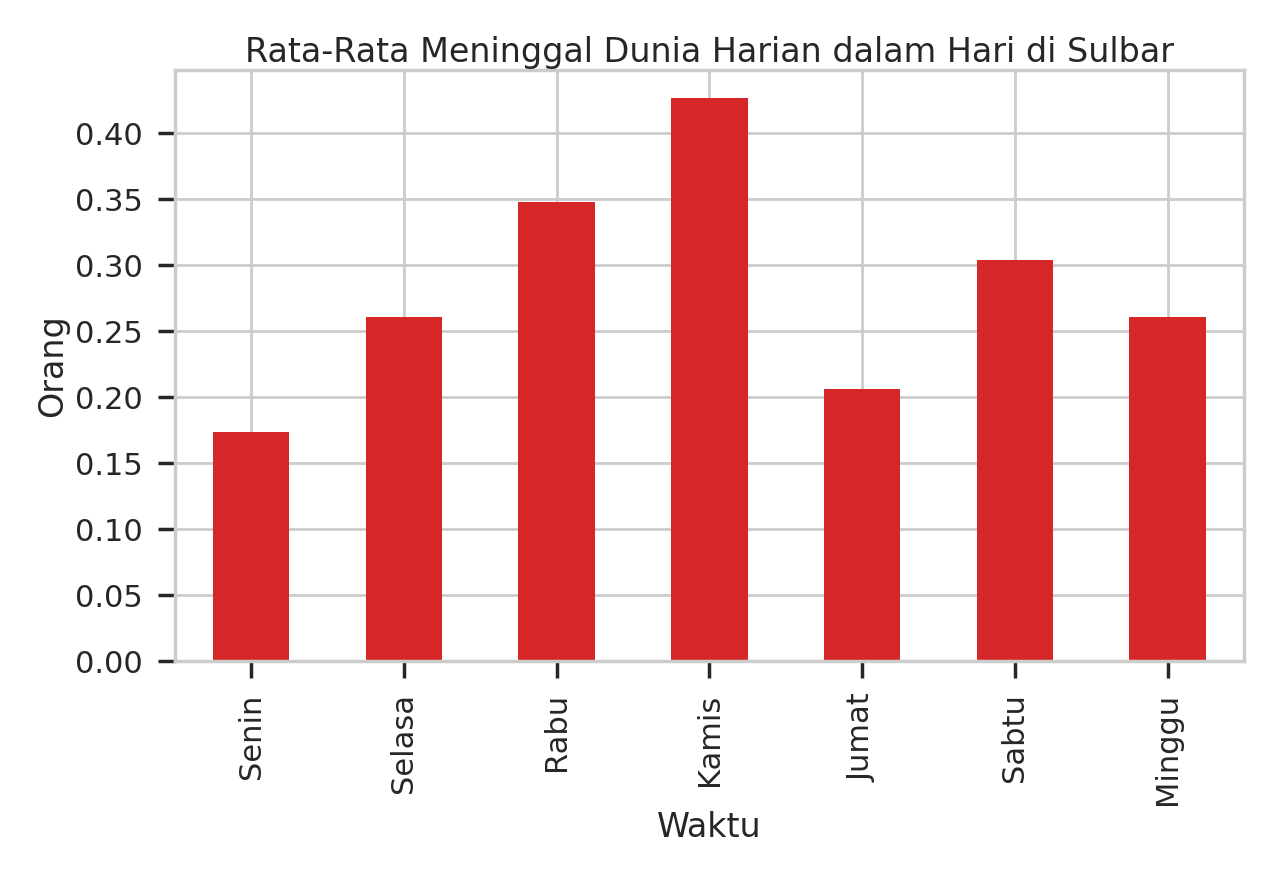 Rata-Rata Meninggal Dunia Harian dalam Hari di Sulbar
Orang
0.40
0.35
0.30
0.25
0.20
0.15
0.10
0.05
0.00
Senin
Selasa
Rabu
Kamis
Jumat
Sabtu
Minggu
Waktu